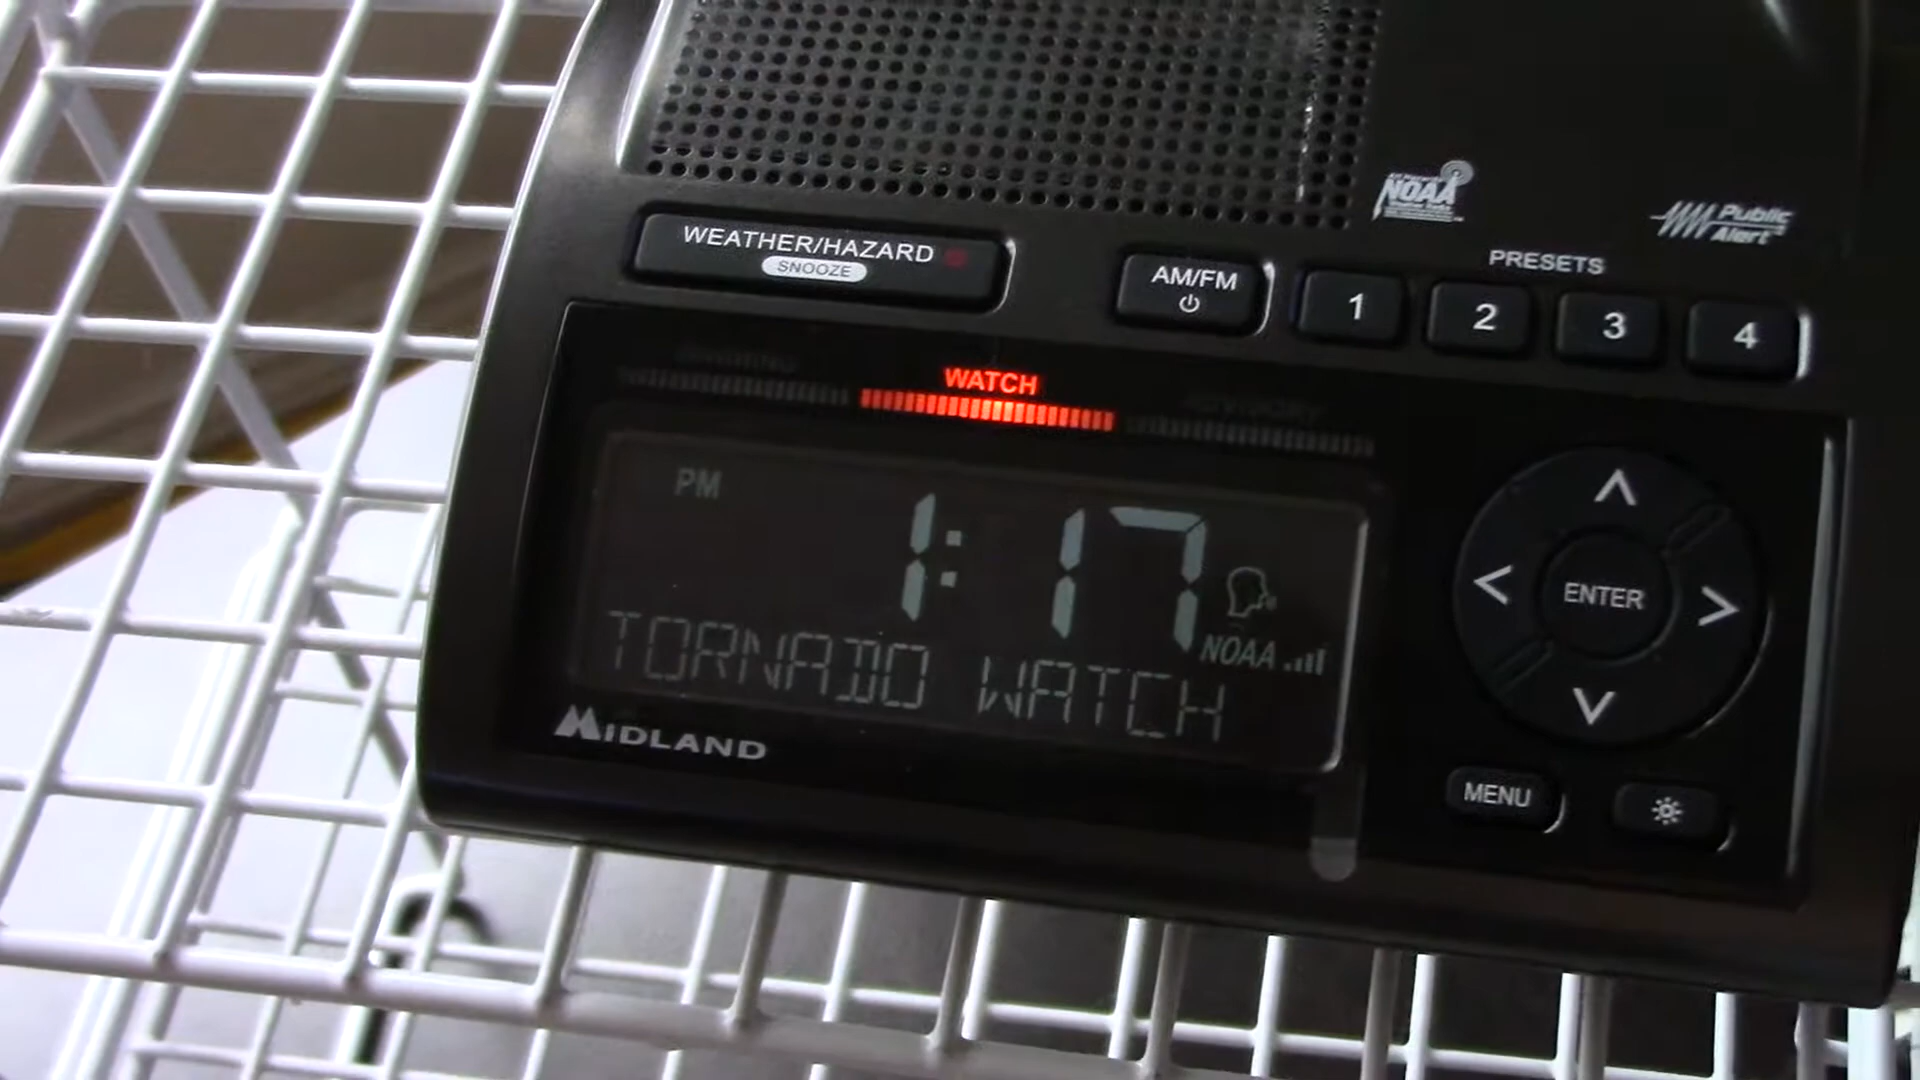 NOAA
Public
Alert
WEATHER/HAZARD
SNOOZE
AM/FM
PRESETS
1
2
3
4
WATCH
PM
1:17
NOAA
TORNADO WATCH
MIDLAND
ENTER
MENU